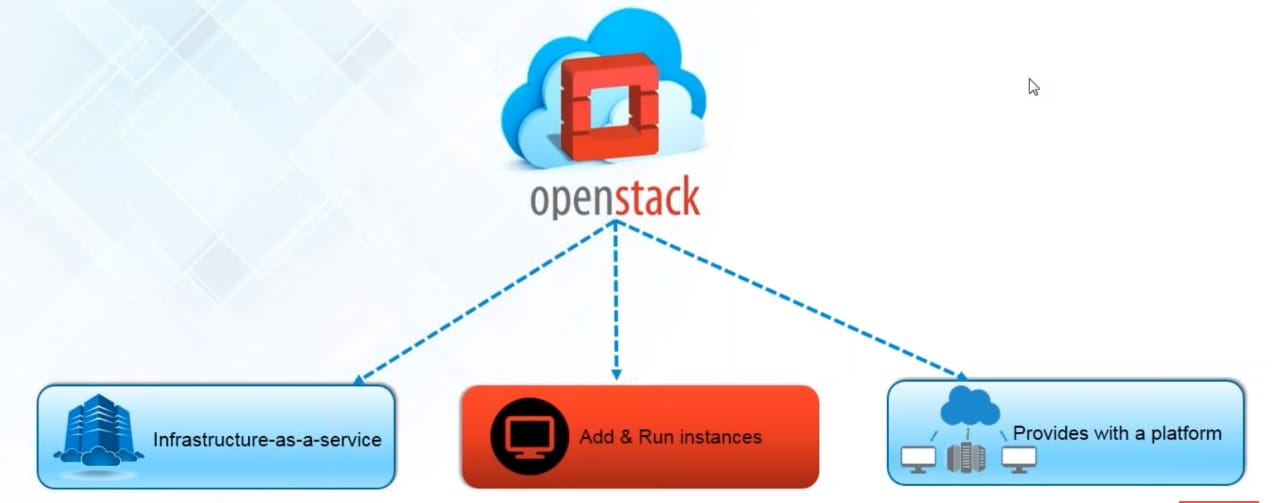 openstack
Infrastructure-as-a-service
Add & Run instances
Provides with a platform